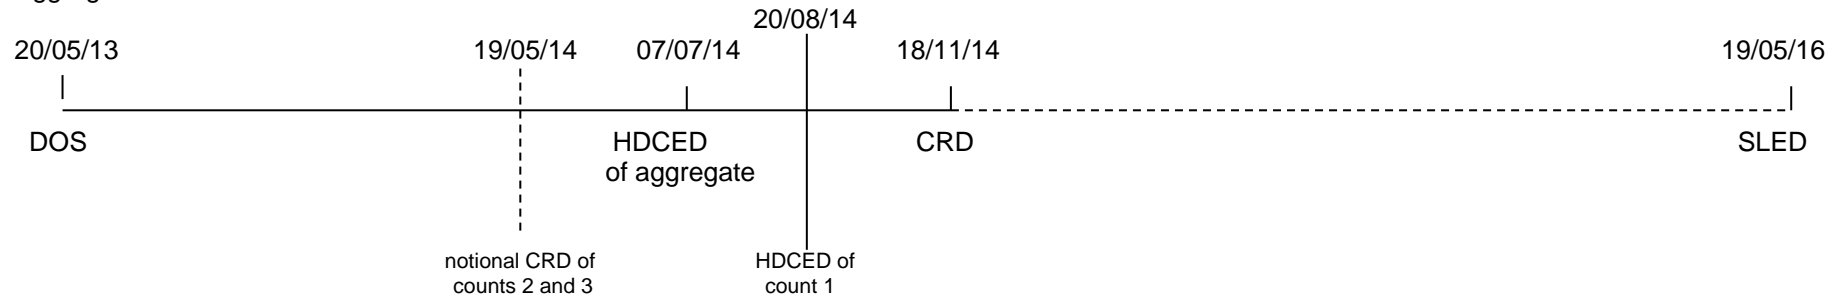 20/08/14
20/05/13 19/05/14 07/07/14 18/11/14 19/05/16
DOS HDCED CRD SLED
of aggregate
notional CRD of HDCED of
counts 2 and 3 count 1